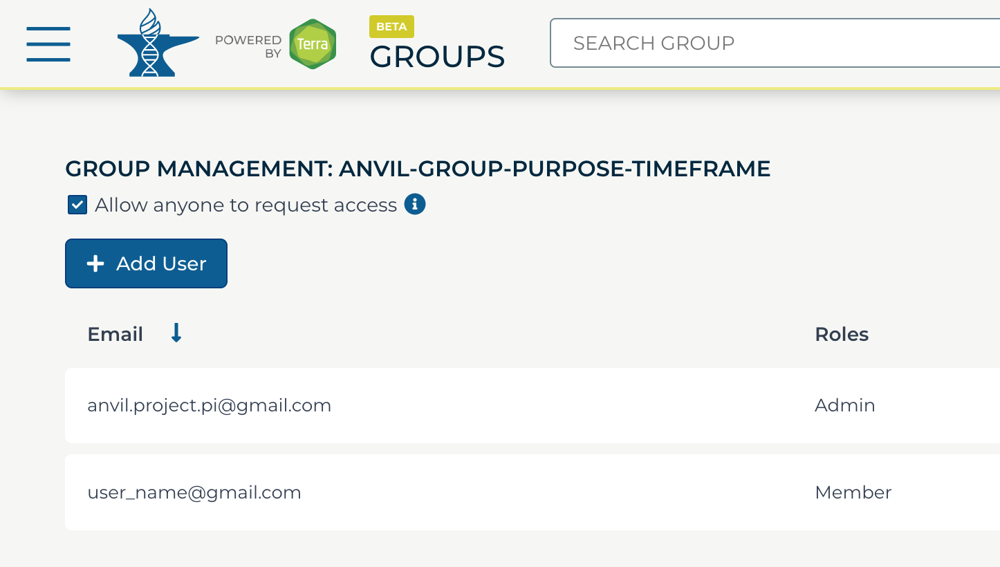 POWERED
BY
Terra
BETA
GROUPS
SEARCH GROUP
GROUP MANAGEMENT: ANVIL-GROUP-PURPOSE-TIMEFRAME
Allow anyone to request access
Add User
Email Roles
anvil.project.pi@gmail.com Admin
user_name@gmail.com Member